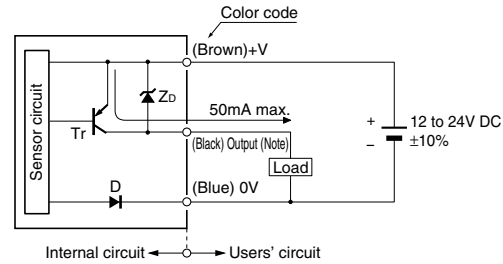 Color code
(Brown)+V
Sensor circuit
ZD
50mA max.
Tr
(Black) Output (Note)
+
12 to 24V DC
−
±10%
Load
D
(Blue) 0V
Internal circuit
Users' circuit